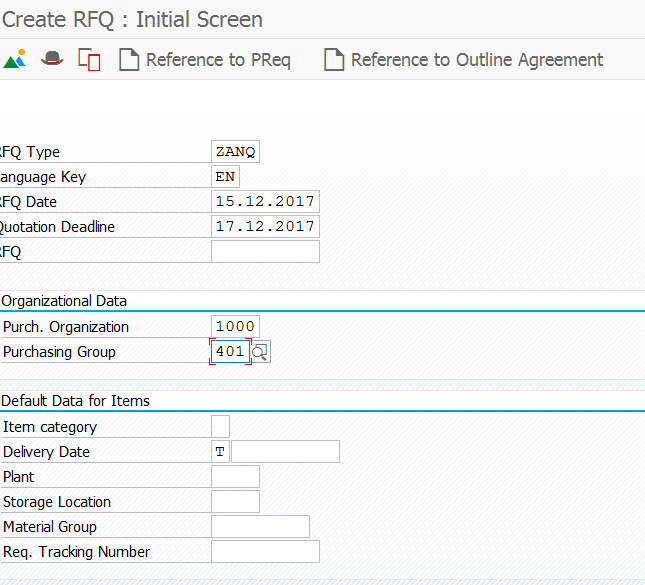 Create RFQ : Initial Screen
Reference to PReq Reference to Outline Agreement
RFQ Type ZANQ
Language Key EN
RFQ Date 15.12.2017
Quotation Deadline 17.12.2017
RFQ
Organizational Data
Purch. Organization 1000
Purchasing Group 401
Default Data for Items
Item category
Delivery Date T
Plant
Storage Location
Material Group
Req. Tracking Number